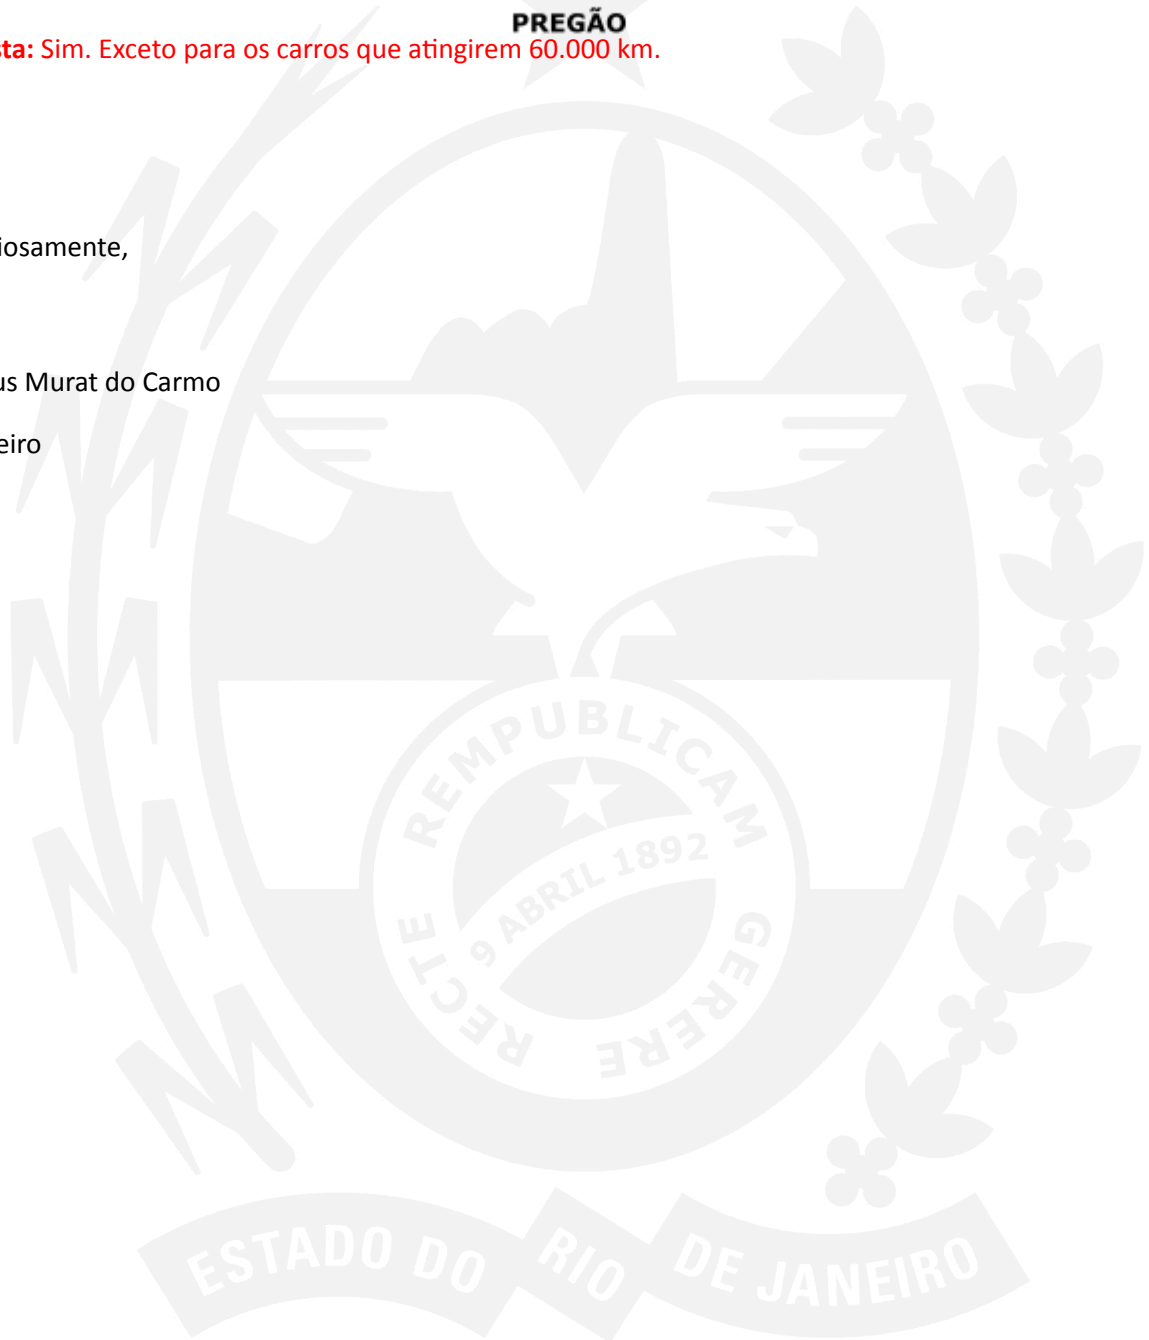 PREGÃO
sta: Sim. Exceto para os carros que atingirem 60.000 km.
iosamente,
us Murat do Carmo
eiro
REMPUBLICAM
9 ABRIL 1892
RECTE GERERE
ESTADO DO RIO DE JANEIRO